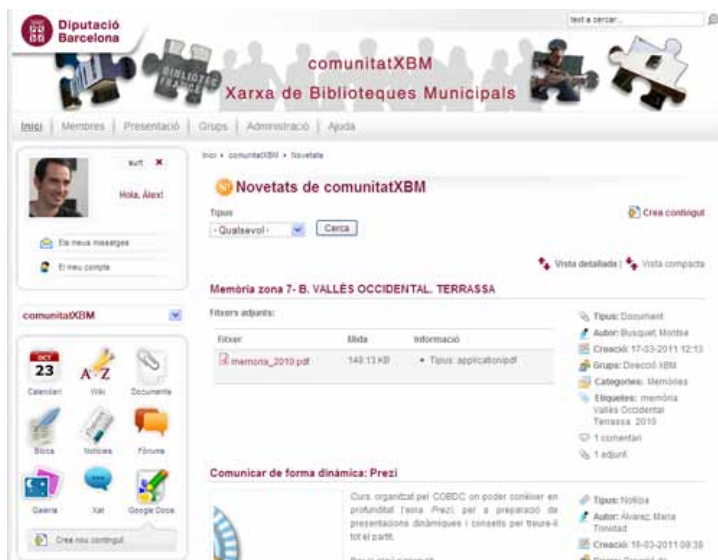 Diputació
Barcelona
text a cercar...
BIBLIOTEC
FRANCE
comunitatXBM
Xarxa de Biblioteques Municipals
Inici | Membres | Presentació | Grups | Administració | Ajuda
surt
Hola, Àlex!
Els meus missatges
El meu compte
comunitatXBM
OCT
23
A-Z
Calendari
Wiki
Documents
Blocs
Notícies
Fòrums
Galeria
Xat
Google Docs
Crea nou contingut
Inici › comunitatXBM › Novetats
Novetats de comunitatXBM
Tipus
- Qualsevol -
Cerca
Crea contingut
Vista detallada | Vista compacta
Memòria zona 7- B. VALLÈS OCCIDENTAL. TERRASSA
Fitxers adjunts:
Fitxer Mida Informació
memoria_2010.pdf 143.13 KB • Tipus: application/pdf
Tipus: Document
Autor: Busquet, Montse
Creació: 17-03-2011 12:13
Grups: Direcció XBM
Categories: Memòries
Etiquetes: memòria
Vallès Occidental
Terrassa 2010
1 comentari
1 adjunt
Comunicar de forma dinàmica: Prezi
Curs organitzat pel COBDC on poder conèixer en
profunditat l'eina Prezi, per a preparació de
presentacions dinàmiques i consells per treure-li
tot el partit.
Tipus: Notícia
Autor: Álvarez, Maria
Trinidad
Creació: 16-03-2011 09:39